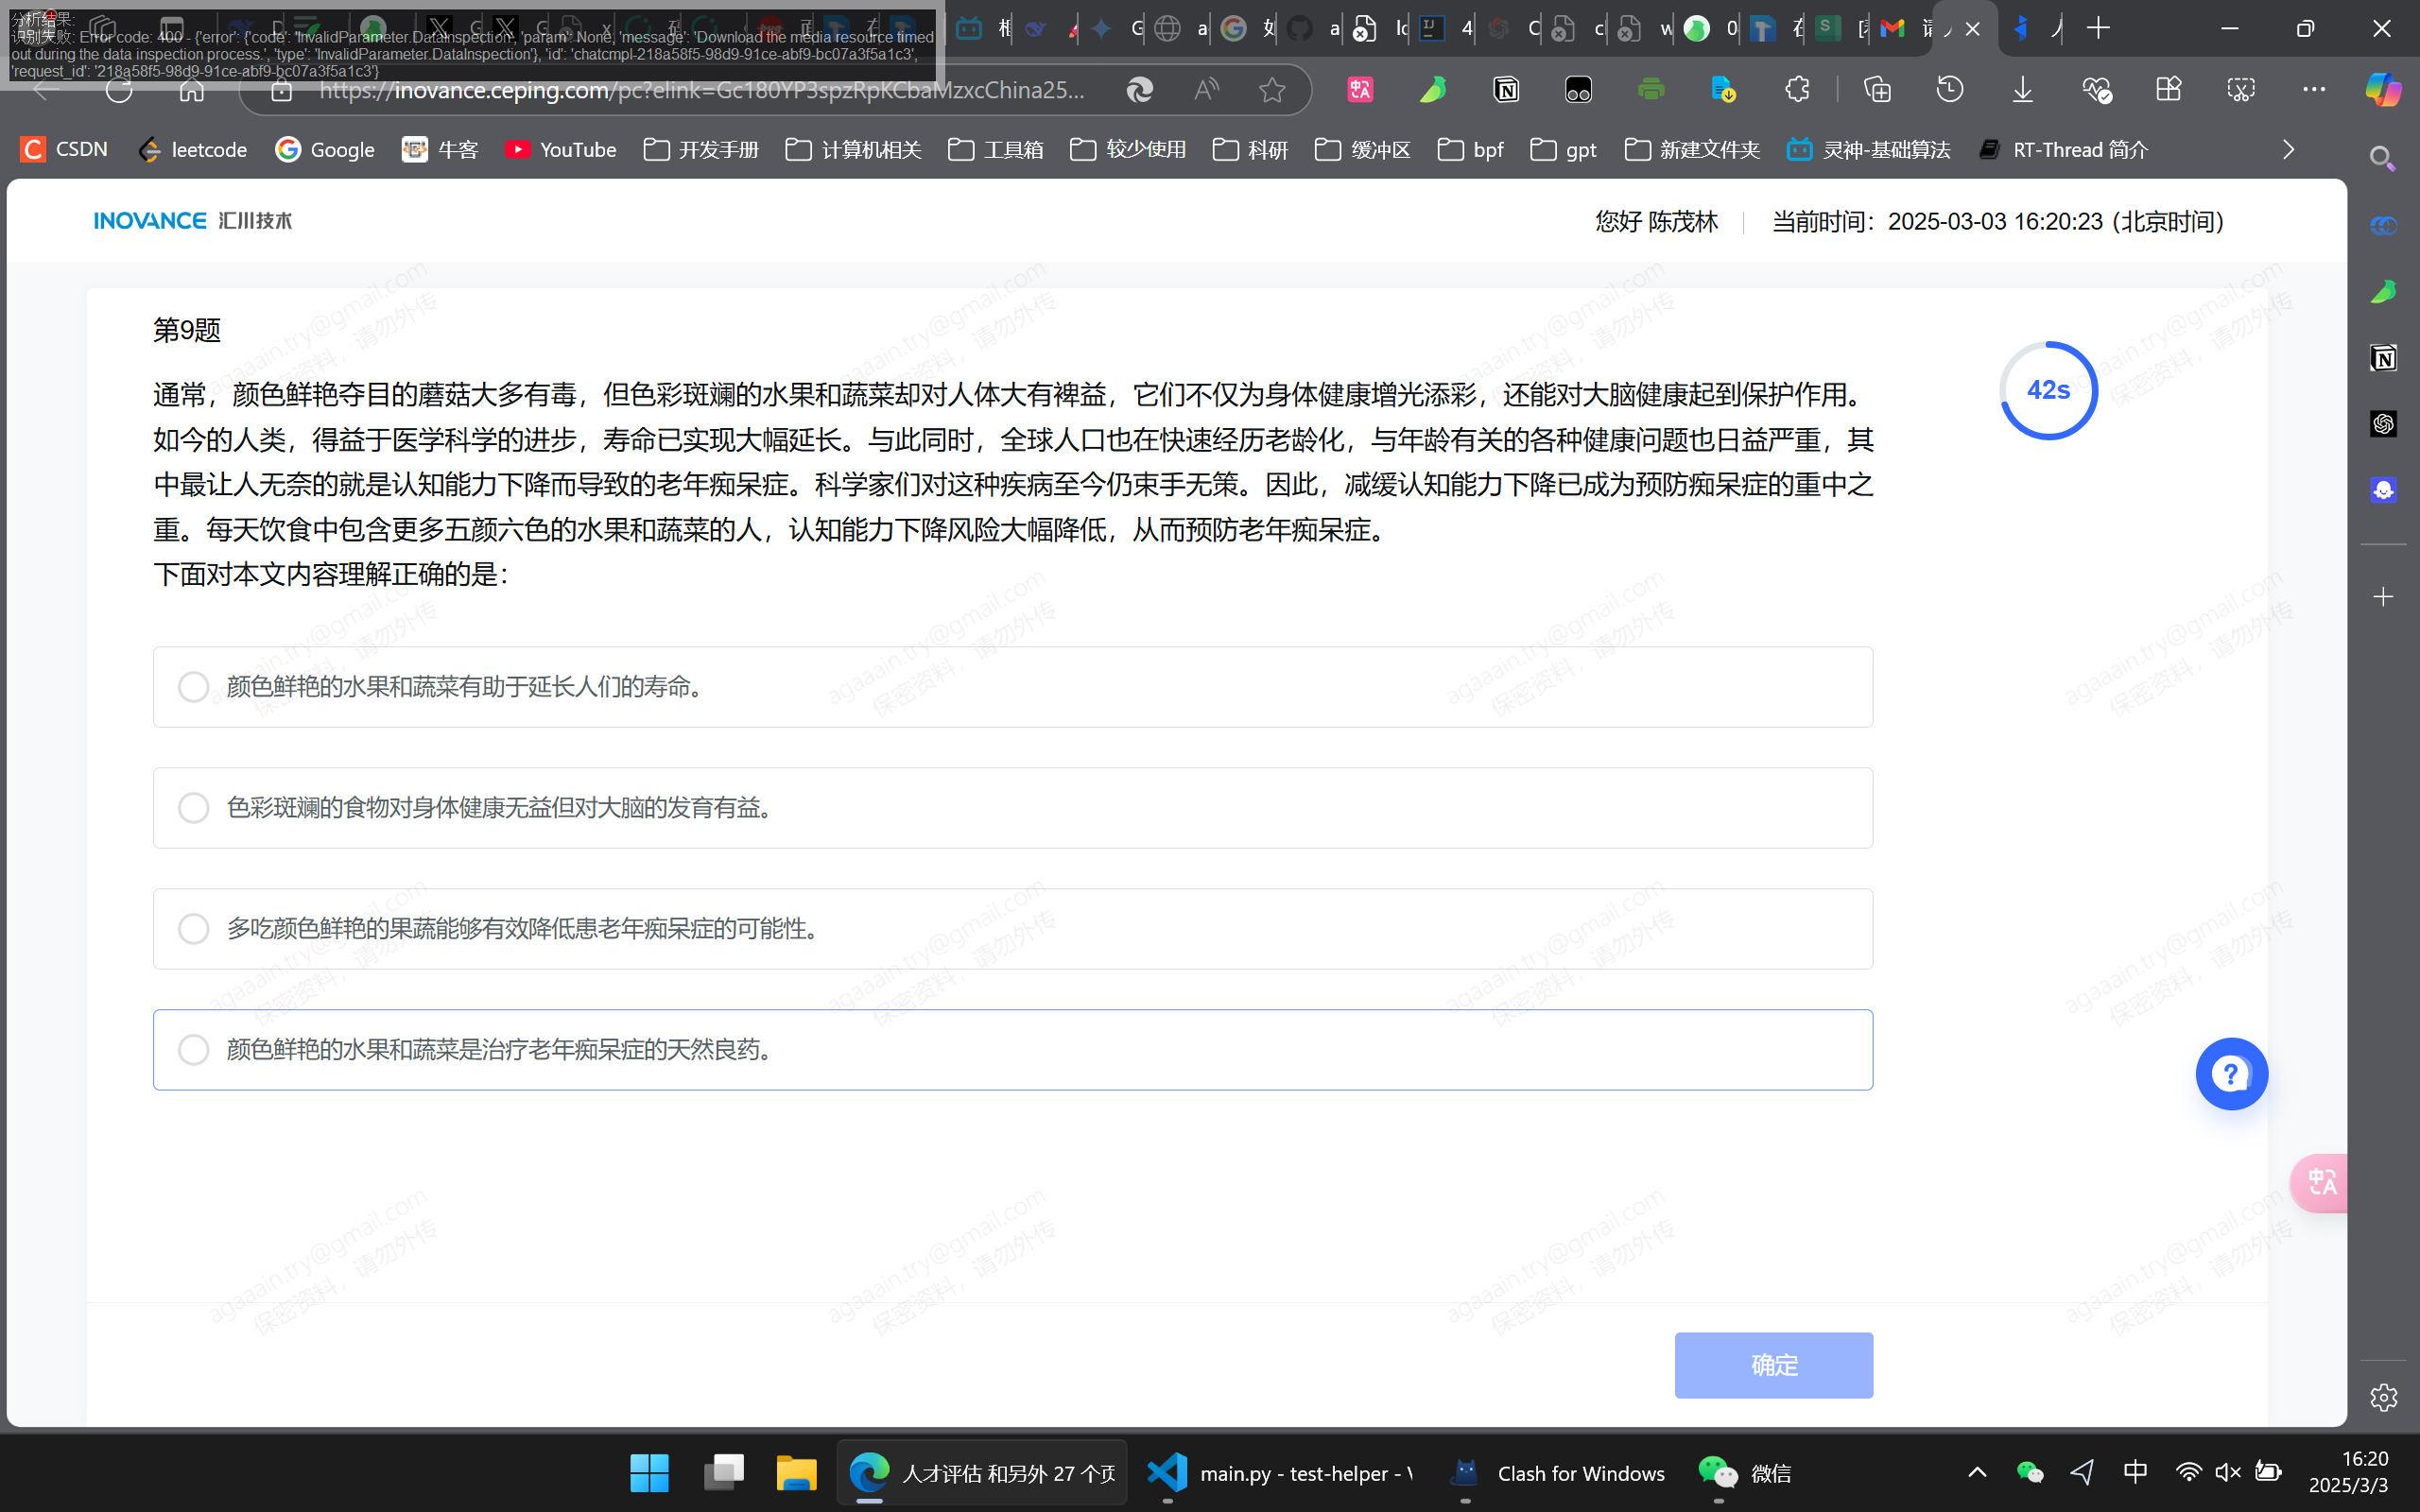 分析结果:
识别失败: Error code: 400 - {'error': {'code': 'InvalidParameter.DataInspection', 'param': None, 'message': 'Download the media resource timed
out during the data inspection process.', 'type': 'InvalidParameter.DataInspection'}, 'id': 'chatcmpl-218a58f5-98d9-91ce-abf9-bc07a3f5a1c3',
'request_id': '218a58f5-98d9-91ce-abf9-bc07a3f5a1c3'}
https://inovance.ceping.com/pc?elink=Gc180YP3spzRpKCbaMzxcChina25...
CSDN leetcode Google 牛客 YouTube 开发手册 计算机相关 工具箱 较少使用 科研 缓冲区 bpf gpt 新建文件夹 灵神-基础算法 RT-Thread 简介
INOVANCE 汇川技术
您好 陈茂林 当前时间：2025-03-03 16:20:23 (北京时间)
第9题
42s
通常，颜色鲜艳夺目的蘑菇大多有毒，但色彩斑斓的水果和蔬菜却对人体大有裨益，它们不仅为身体健康增光添彩，还能对大脑健康起到保护作用。
如今的人类，得益于医学科学的进步，寿命已实现大幅延长。与此同时，全球人口也在快速经历老龄化，与年龄有关的各种健康问题也日益严重，其
中最让人无奈的就是认知能力下降而导致的老年痴呆症。科学家们对这种疾病至今仍束手无策。因此，减缓认知能力下降已成为预防痴呆症的重中之
重。每天饮食中包含更多五颜六色的水果和蔬菜的人，认知能力下降风险大幅降低，从而预防老年痴呆症。
下面对本文内容理解正确的是：
颜色鲜艳的水果和蔬菜有助于延长人们的寿命。
色彩斑斓的食物对身体健康无益但对大脑的发育有益。
多吃颜色鲜艳的果蔬能够有效降低患老年痴呆症的可能性。
颜色鲜艳的水果和蔬菜是治疗老年痴呆症的天然良药。
确定
agaaain.try@gmail.com
保密资料，请勿外传
人才评估 和另外 27 个页
main.py - test-helper - V
Clash for Windows
微信
中
16:20
2025/3/3